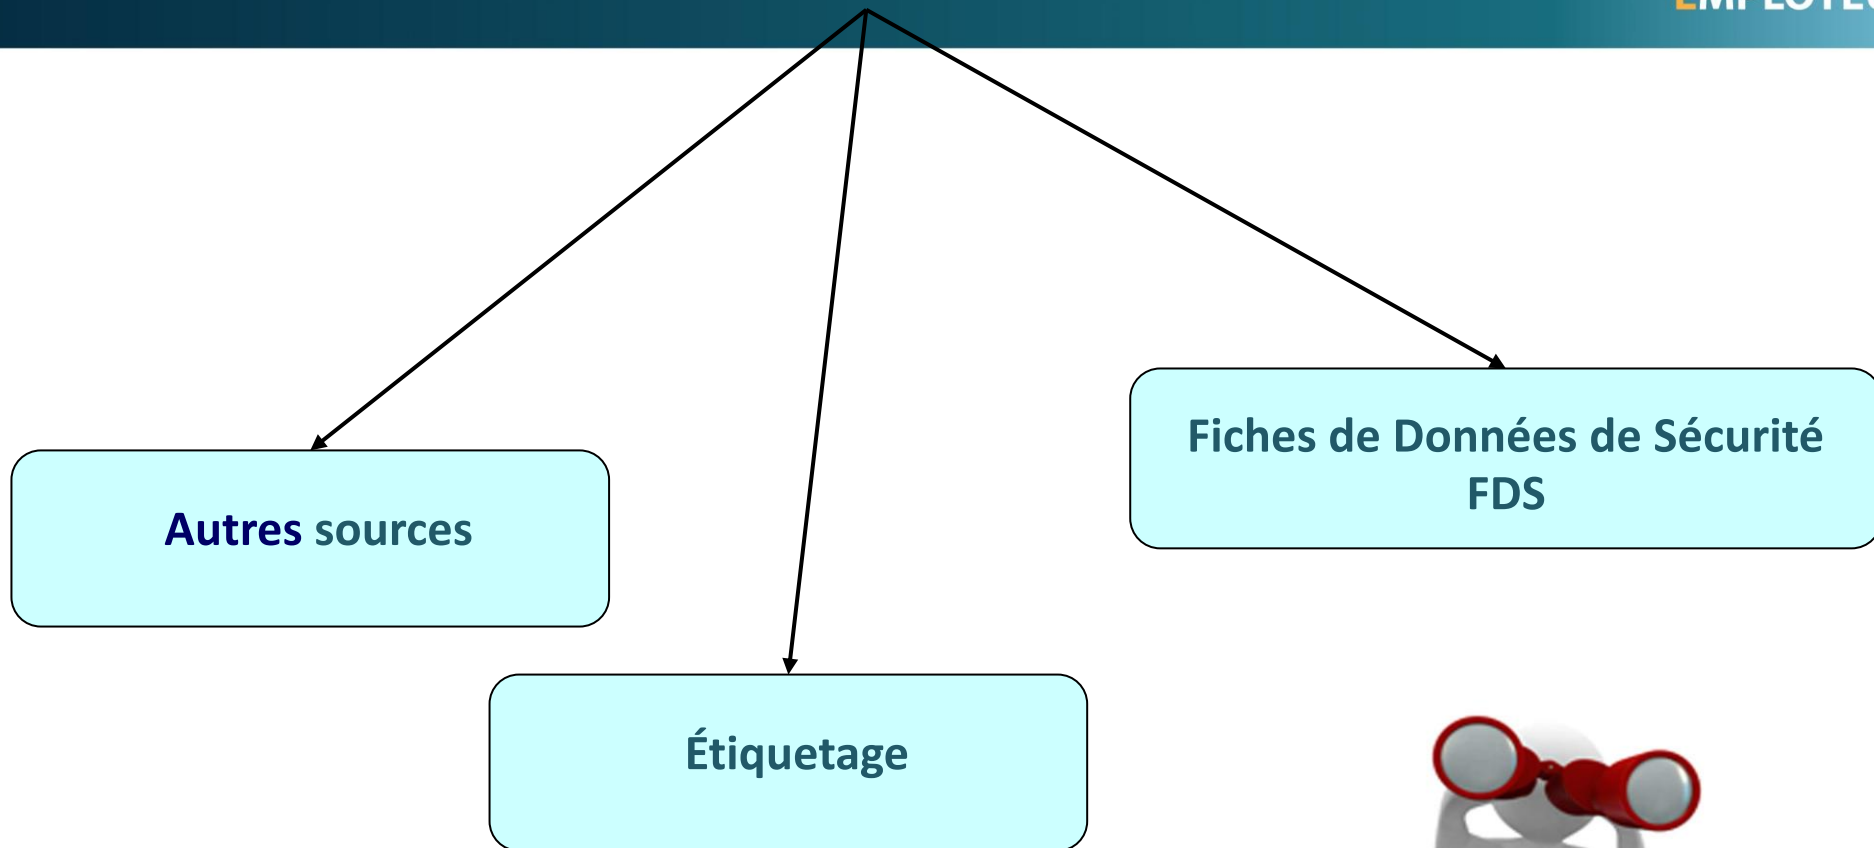 Fiches de Données de Sécurité
FDS
Autres sources
Étiquetage